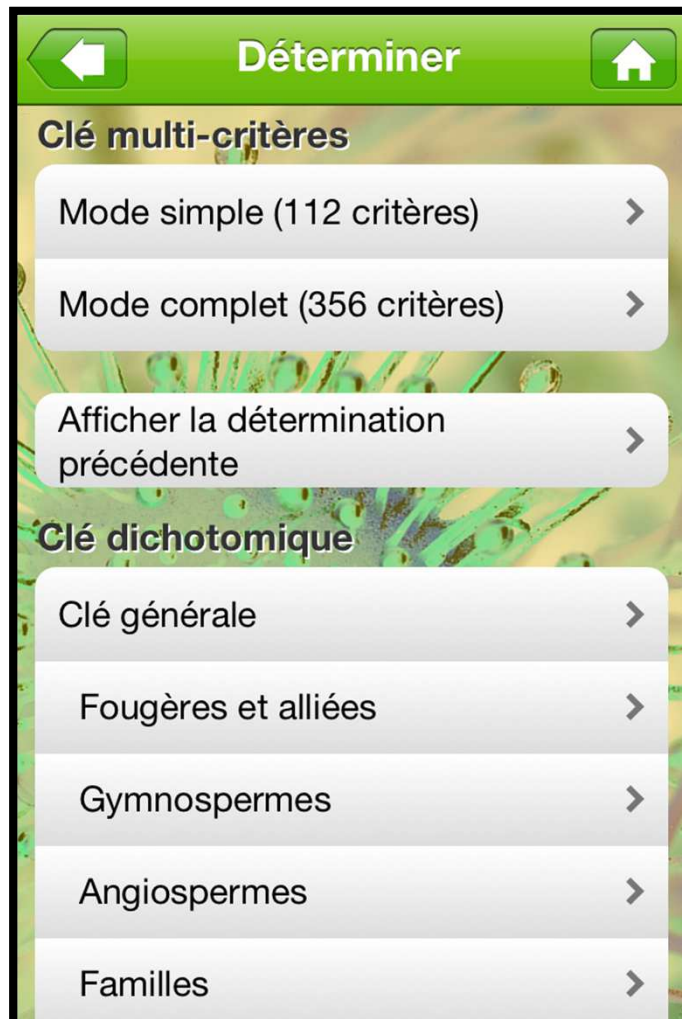 Déterminer
Clé multi-critères
Mode simple (112 critères)
Mode complet (356 critères)
Afficher la détermination
précédente
Clé dichotomique
Clé générale
Fougères et alliées
Gymnospermes
Angiospermes
Familles